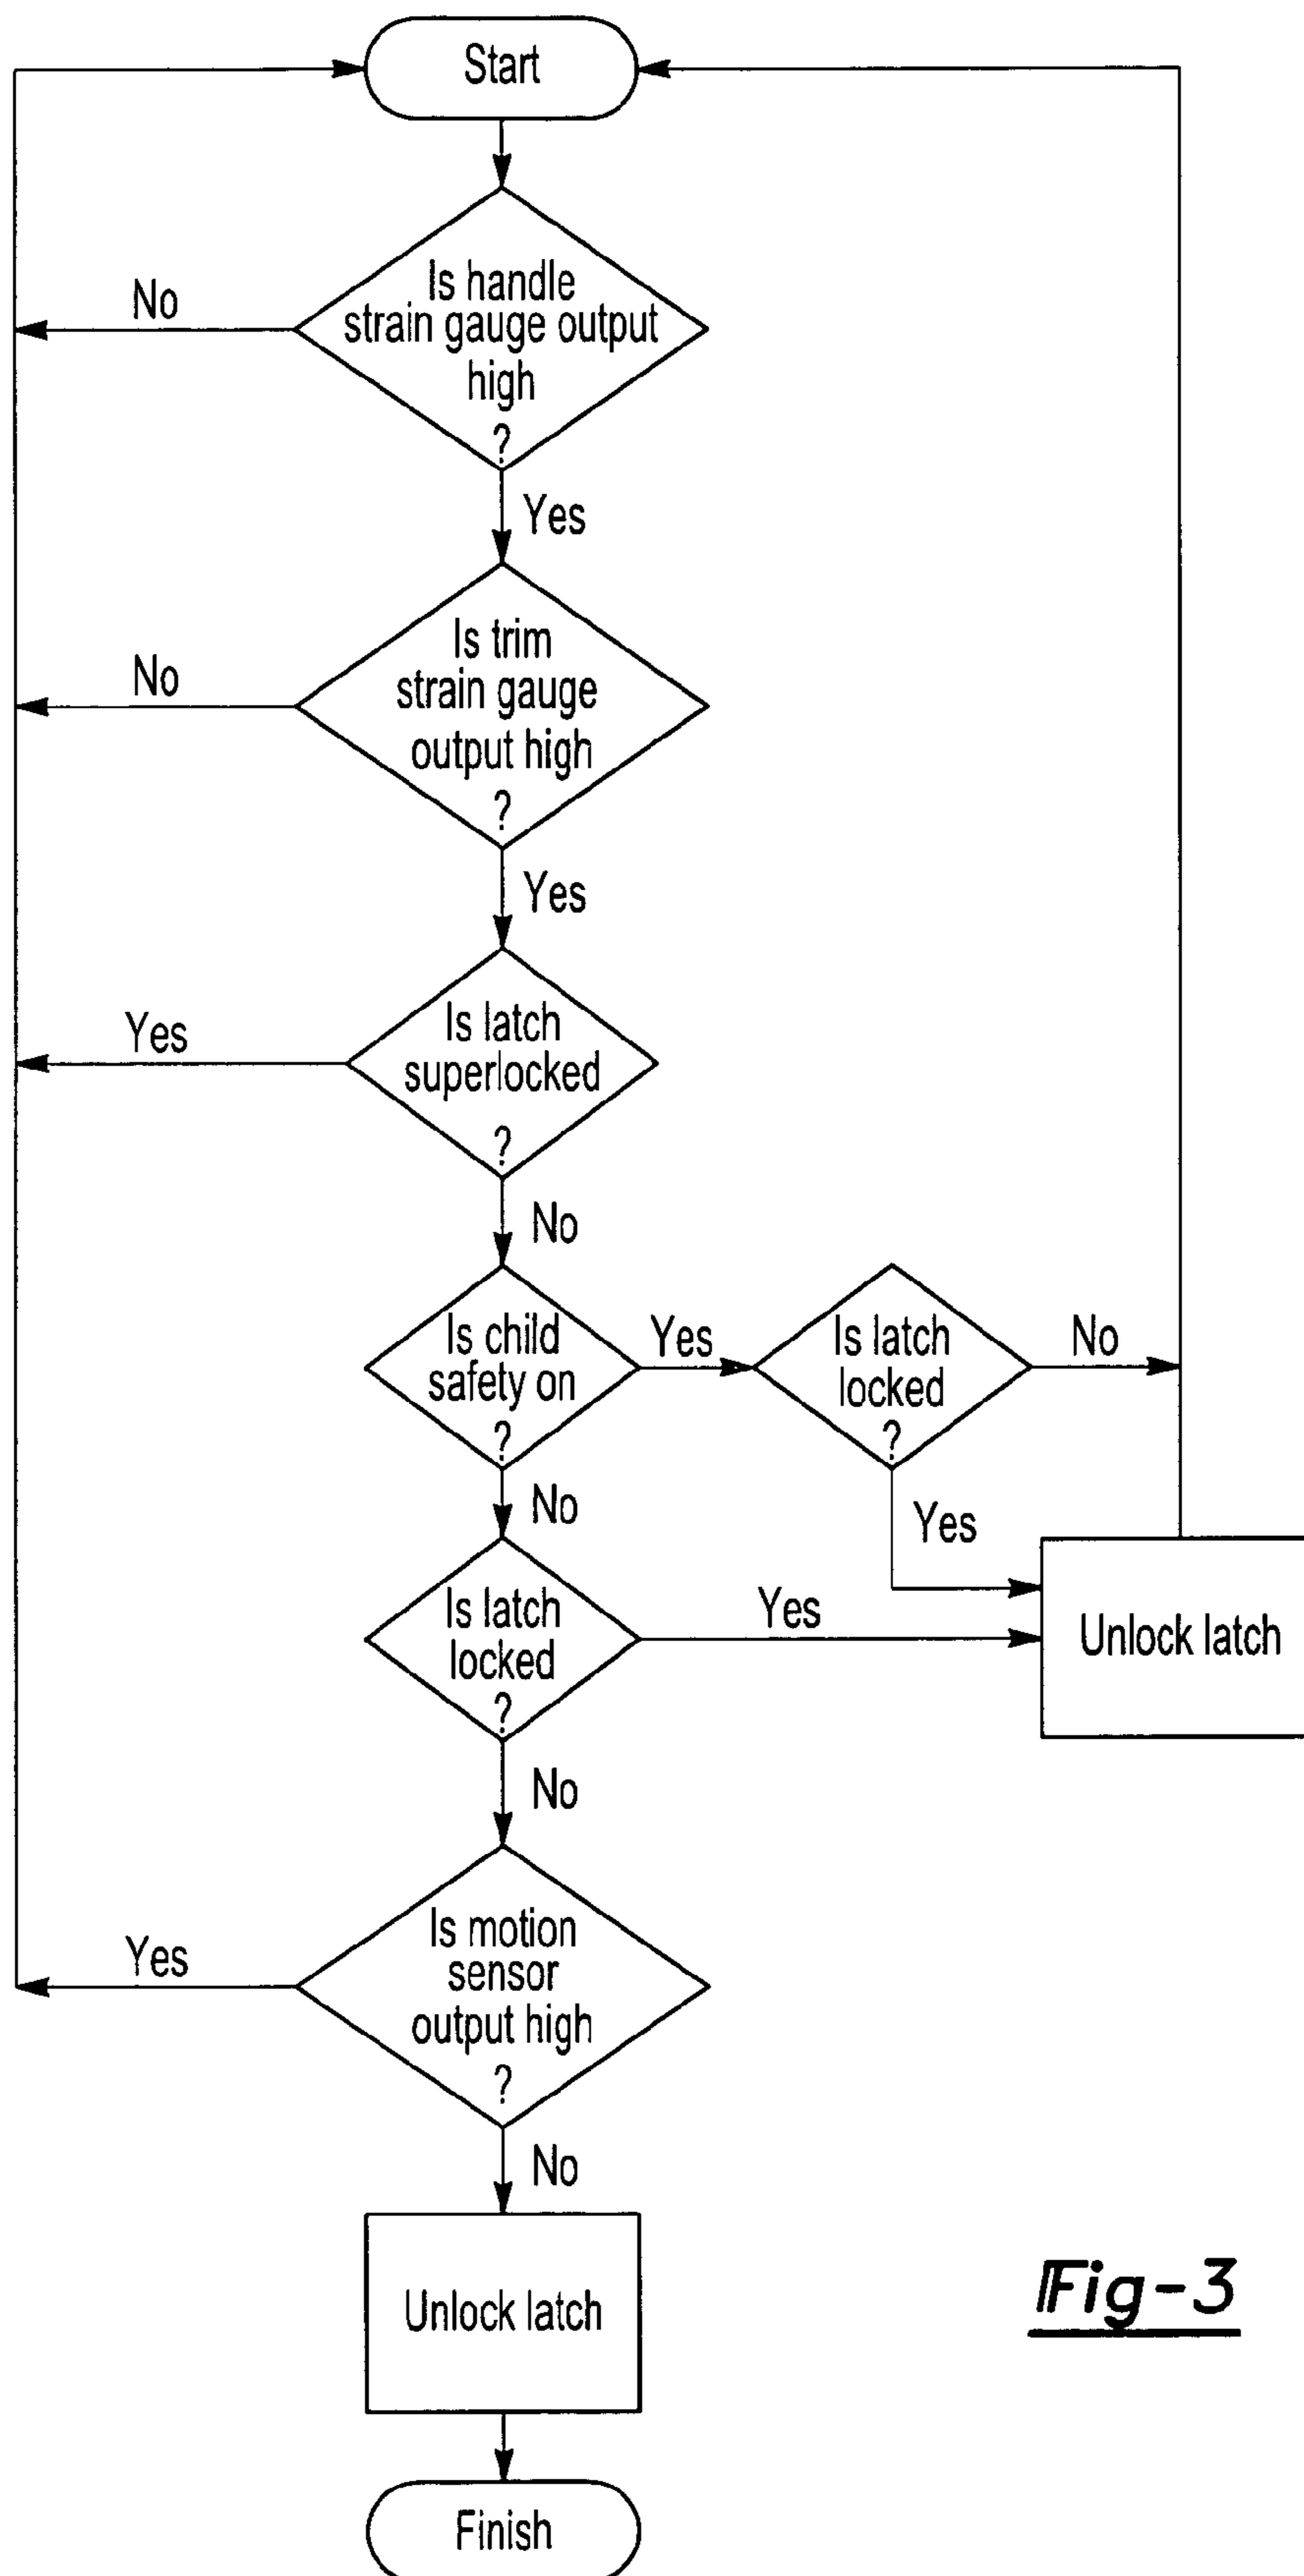 Start
Is handle
strain gauge output
high
?
No
Yes
Is trim
strain gauge
output high
?
No
Yes
Is latch
superlocked
?
Yes
No
Is child
safety on
?
Yes
Is latch
locked
?
No
No
Yes
Is latch
locked
?
Yes
Unlock latch
No
Is motion
sensor
output high
?
Yes
No
Unlock latch
Fig-3
Finish